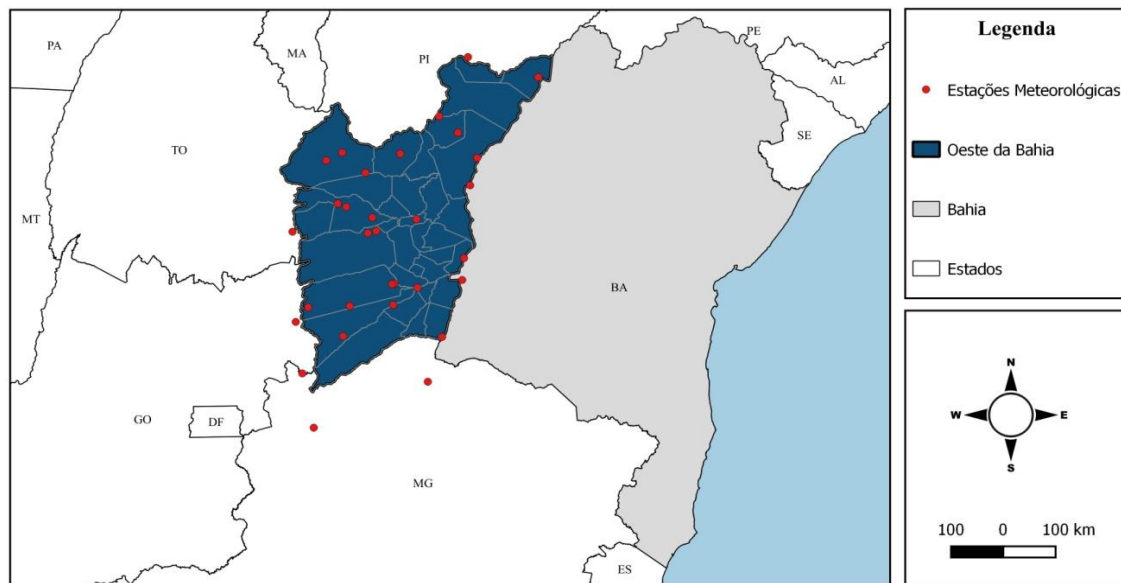 PA
MA
PI
PE
AL
SE
TO
MT
BA
GO
DF
MG
ES
Legenda
Estações Meteorológicas
Oeste da Bahia
Bahia
Estados
N
W E
S
100 0 100 km